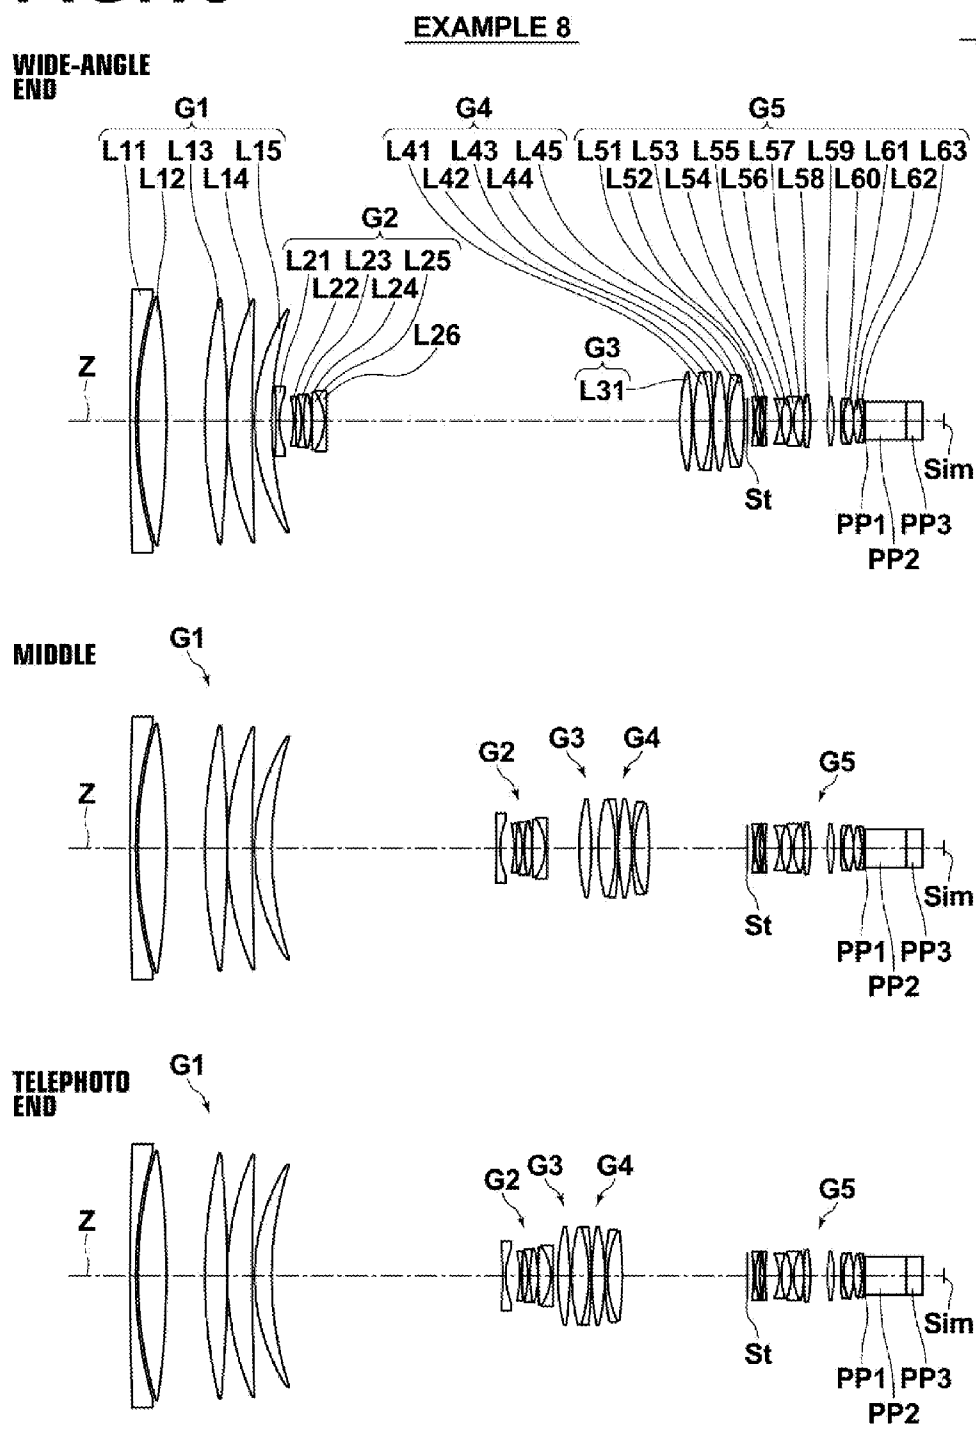 EXAMPLE 8
WIDE-ANGLE
END
G1 G4 G5
L11 L13 L15 L41 L43 L45 L51 L53 L55 L57 L59 L61 L63
L12 L14 L42 L44 L52 L54 L56 L58 L60 L62
G2
L21 L23 L25
L22 L24
L26
G3
L31
Z
Sim
St
PP1 PP3
PP2
G1
MIDDLE
G2 G3 G4
G5
Z
Sim
St
PP1 PP3
PP2
G1
TELEPHOTO
END
G2 G3 G4
G5
Z
Sim
St
PP1 PP3
PP2